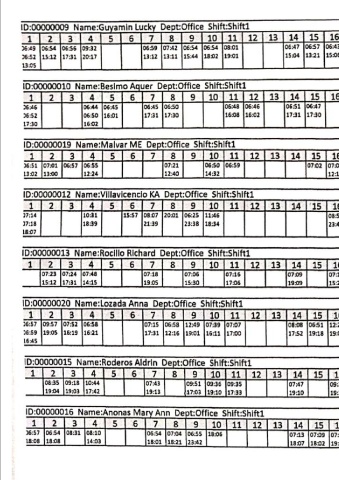 ID:00000009 Name:Guyamin Lucky Dept:Office Shift:Shift1
1 2 3 4 5 6 7 8 9 10 11 12 13 14 15 16
06:49 06:54 06:56 09:32 06:59 07:42 06:54 06:54 08:01 06:47 06:57 06:43
06:52 15:12 17:31 20:17 13:12 13:11 15:44 18:02 19:01 15:04 13:21 15:0
13:05
ID:00000010 Name:Besimo Aquer Dept:Office Shift:Shift1
1 2 3 4 5 6 7 8 9 10 11 12 13 14 15 16
06:46 06:44 06:45 06:45 06:50 06:48 06:46 06:51 06:47
06:52 06:50 16:01 17:31 17:30 16:08 16:01 17:31 17:30
17:30 16:02
ID:00000019 Name:Malvar ME Dept:Office Shift:Shift1
1 2 3 4 5 6 7 8 9 10 11 12 13 14 15 16
06:51 07:01 06:57 06:55 07:21 06:50 06:59 07:02 07:0
13:02 13:00 12:24 12:40 14:32 12:1
ID:00000012 Name:Villavicencio KA Dept:Office Shift:Shift1
1 2 3 4 5 6 7 8 9 10 11 12 13 14 15 1
07:14 10:31 15:57 08:07 20:01 06:25 11:46 08:5
07:18 18:39 21:39 23:38 18:34 23:4
18:07
ID:00000013 Name:Rocillo Richard Dept:Office Shift:Shift1
1 2 3 4 5 6 7 8 9 10 11 12 13 14 15 1
07:23 07:24 07:48 07:18 07:06 07:16 07:09 07:1
15:12 17:31 14:15 19:05 15:30 17:06 19:09 15:2
ID:00000020 Name:Lozada Anna Dept:Office Shift:Shift1
1 2 3 4 5 6 7 8 9 10 11 12 13 14 15 1
06:57 09:57 07:52 06:58 07:15 06:58 12:49 07:39 07:07 08:08 06:51 12:2
06:59 19:05 16:19 16:21 17:31 12:16 19:01 16:11 17:00 17:52 19:18 19:0
16:45
ID:00000015 Name:Roderos Aldrin Dept:Office Shift:Shift1
1 2 3 4 5 6 7 8 9 10 11 12 13 14 15 1
08:35 09:18 10:44 07:43 09:51 09:36 09:35 07:47 09:
19:04 19:03 17:42 19:13 17:03 19:10 17:33 19:10 19:
ID:00000016 Name:Anonas Mary Ann Dept:Office Shift:Shift1
1 2 3 4 5 6 7 8 9 10 11 12 13 14 15 1
06:57 06:54 08:31 08:10 06:54 07:04 06:55 18:06 07:13 07:09 07:
18:08 18:08 14:03 18:01 18:21 23:42 18:07 18:02 19: